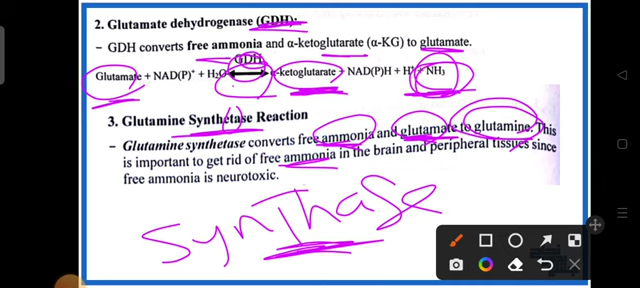 2. Glutamate dehydrogenase (GDH):
– GDH converts free ammonia and α-ketoglutarate (α-KG) to glutamate.
GDH
Glutamate + NAD(P)⁺ + H₂O α-ketoglutarate + NAD(P)H + H⁺ + NH₃
3. Glutamine Synthetase Reaction
– Glutamine synthetase converts free ammonia and glutamate to glutamine. This
is important to get rid of free ammonia in the brain and peripheral tissues since
free ammonia is neurotoxic.
Synthase